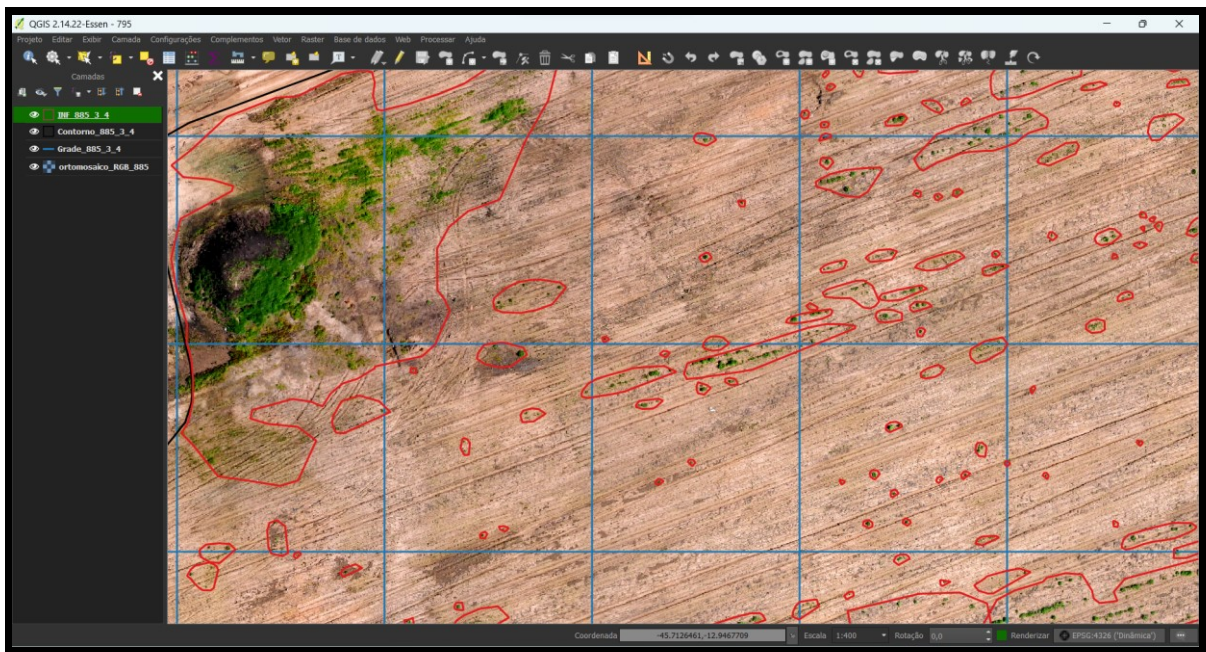 QGIS 2.14.22-Essen - 795
Projeto Editar Exibir Camada Configurações Complementos Vetor Raster Base de dados Web Processar Ajuda
Camadas
INF_885_3_4
Contorno_885_3_4
Grade_885_3_4
ortomosaico_RGB_885
Coordenada -45.7126461,-12.9467709 Escala 1:400 Rotação 0,0 Renderizar EPSG:4326 ('Dinâmica')